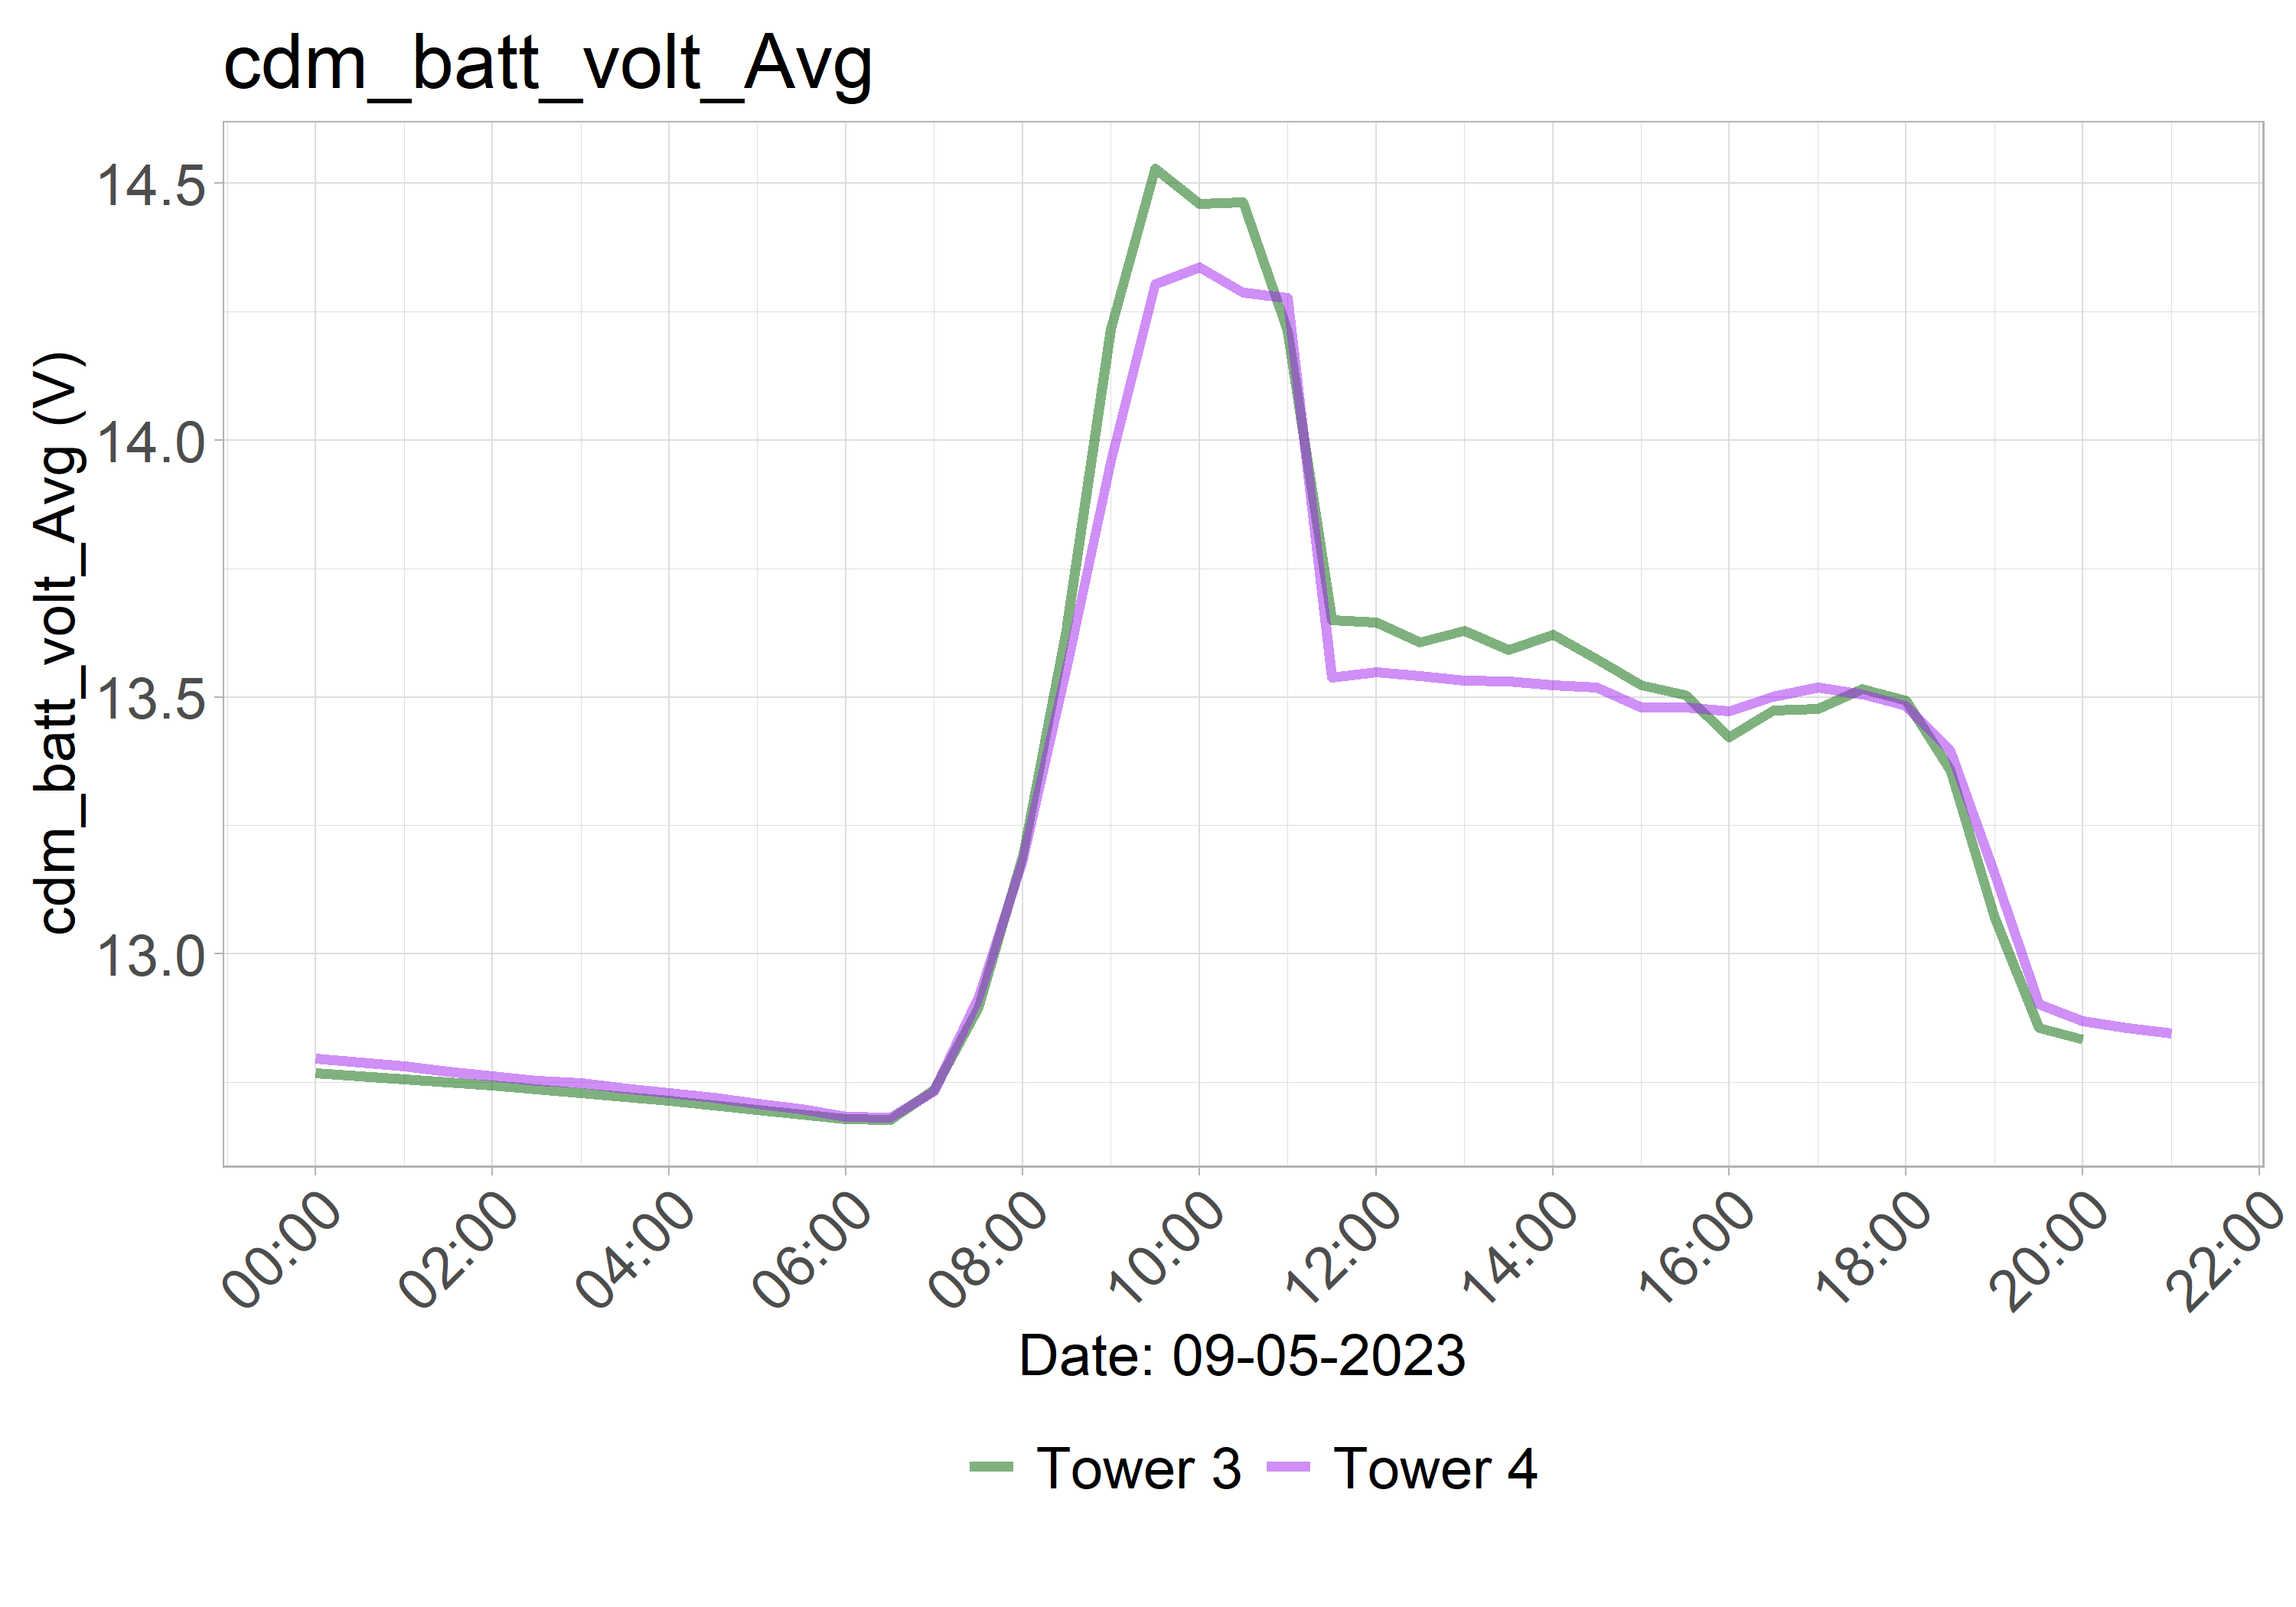 cdm_batt_volt_Avg
cdm_batt_volt_Avg (V)
14.5
14.0
13.5
13.0
00:00 02:00 04:00 06:00 08:00 10:00 12:00 14:00 16:00 18:00 20:00 22:00
Date: 09-05-2023
Tower 3 Tower 4